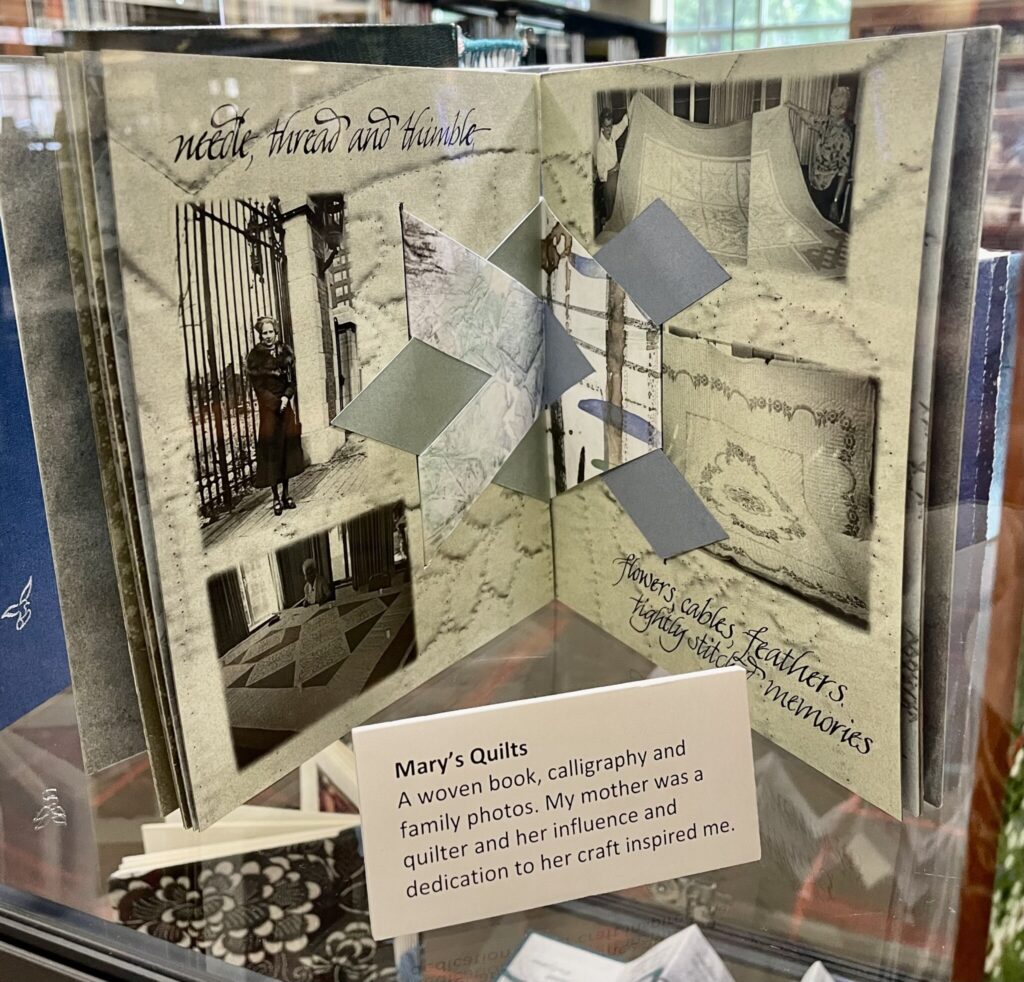 needle, thread and thimble
flowers, cables, feathers.
tightly stitched memories
Mary's Quilts
A woven book, calligraphy and
family photos. My mother was a
quilter and her influence and
dedication to her craft inspired me.